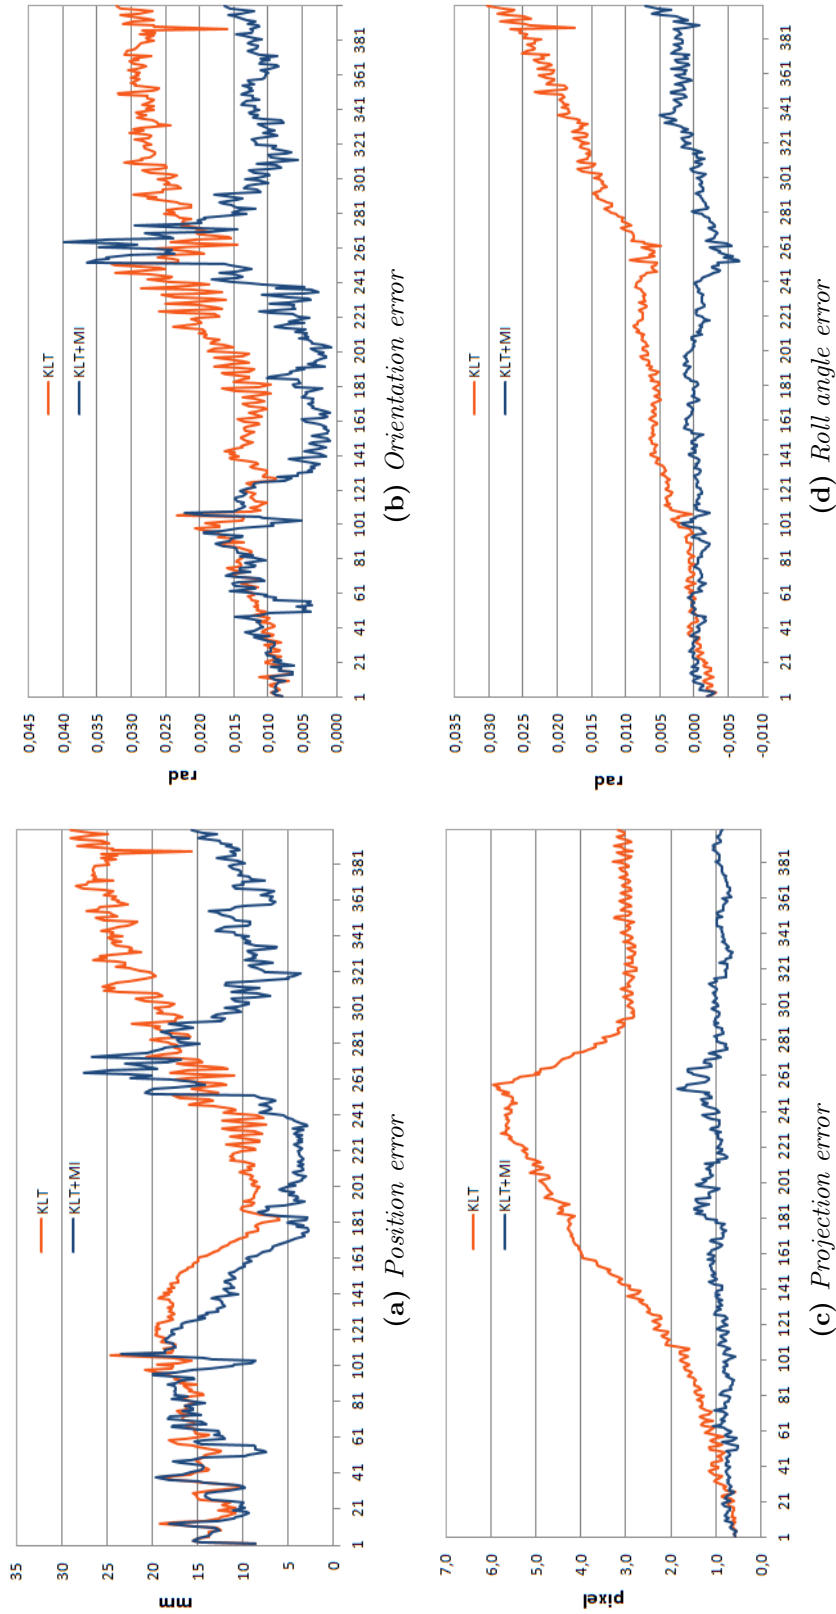 35
30
25
20
15
10
5
0
mm
KLT
KLT+MI
1 21 41 61 81 101 121 141 161 181 201 221 241 261 281 301 321 341 361 381
(a) Position error
0,045
0,040
0,035
0,030
0,025
0,020
0,015
0,010
0,005
0,000
rad
KLT
KLT+MI
1 21 41 61 81 101 121 141 161 181 201 221 241 261 281 301 321 341 361 381
(b) Orientation error
7,0
6,0
5,0
4,0
3,0
2,0
1,0
0,0
pixel
KLT
KLT+MI
1 21 41 61 81 101 121 141 161 181 201 221 241 261 281 301 321 341 361 381
(c) Projection error
0,035
0,030
0,025
0,020
0,015
0,010
0,005
0,000
-0,005
-0,010
rad
KLT
KLT+MI
1 21 41 61 81 101 121 141 161 181 201 221 241 261 281 301 321 341 361 381
(d) Roll angle error